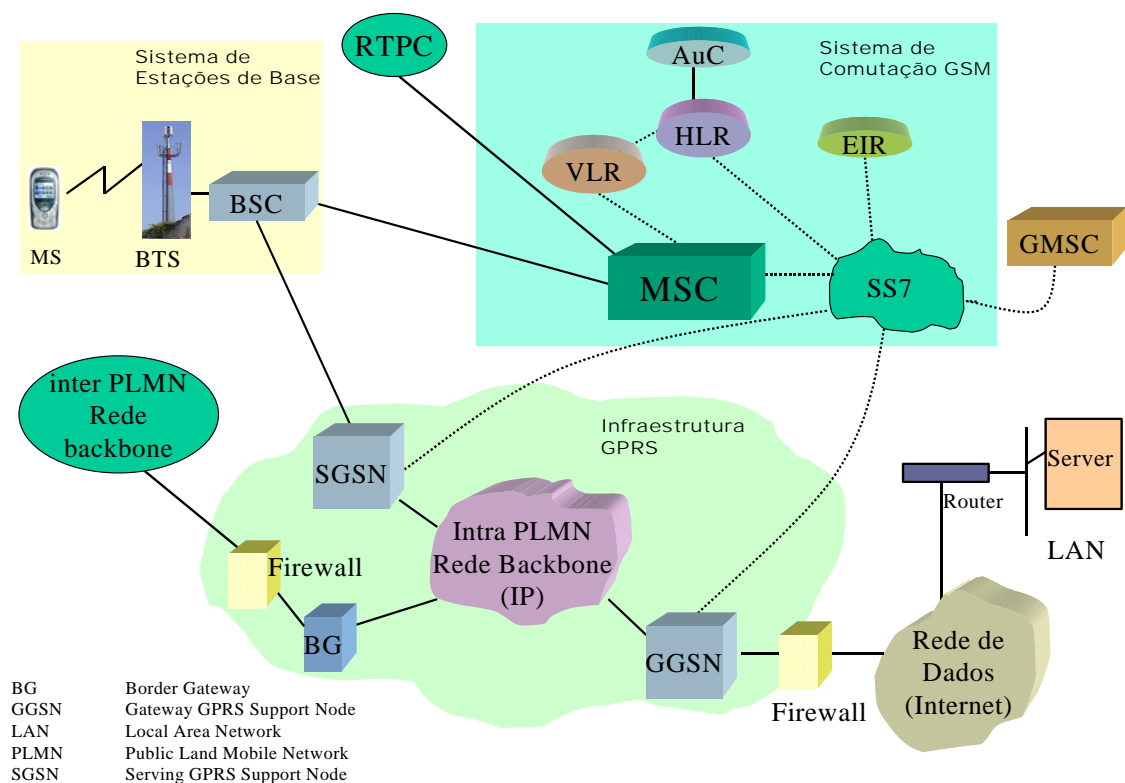 Sistema de
Estações de Base
RTPC
AuC
Sistema de
Comutação GSM
HLR
EIR
VLR
BSC
MS
BTS
MSC
SS7
GMSC
inter PLMN
Rede
backbone
Infraestrutura
GPRS
SGSN
Server
Router
Intra PLMN
Rede Backbone
(IP)
LAN
Firewall
BG
GGSN
Rede de
Dados
(Internet)
Firewall
BG Border Gateway
GGSN Gateway GPRS Support Node
LAN Local Area Network
PLMN Public Land Mobile Network
SGSN Serving GPRS Support Node